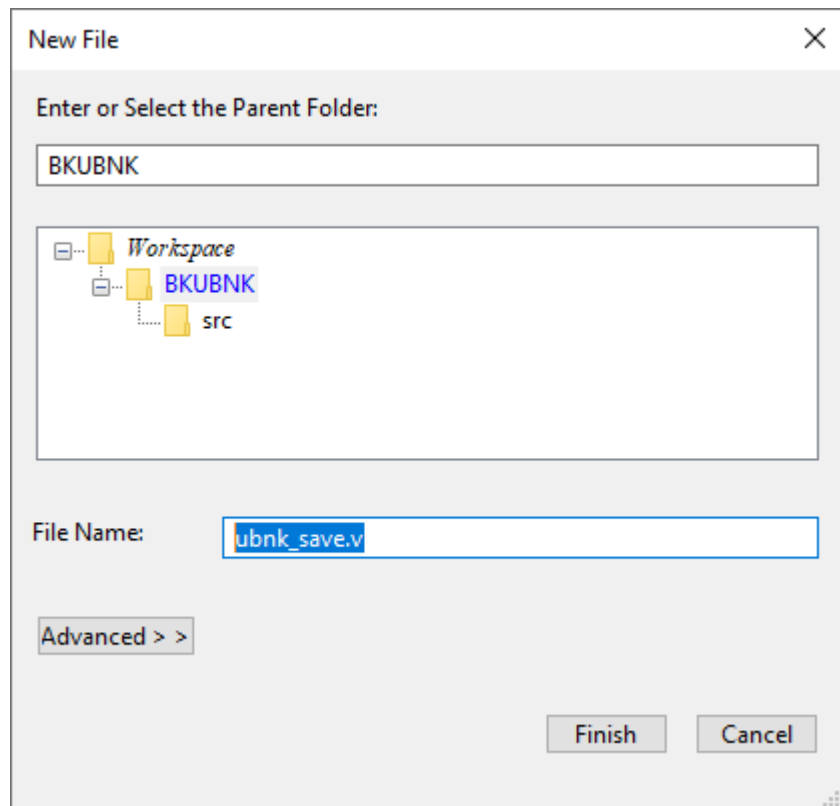 New File
Enter or Select the Parent Folder:
BKUBNK
Workspace
BKUBNK
src
File Name:
ubnk_save.v
Advanced > >
Finish
Cancel